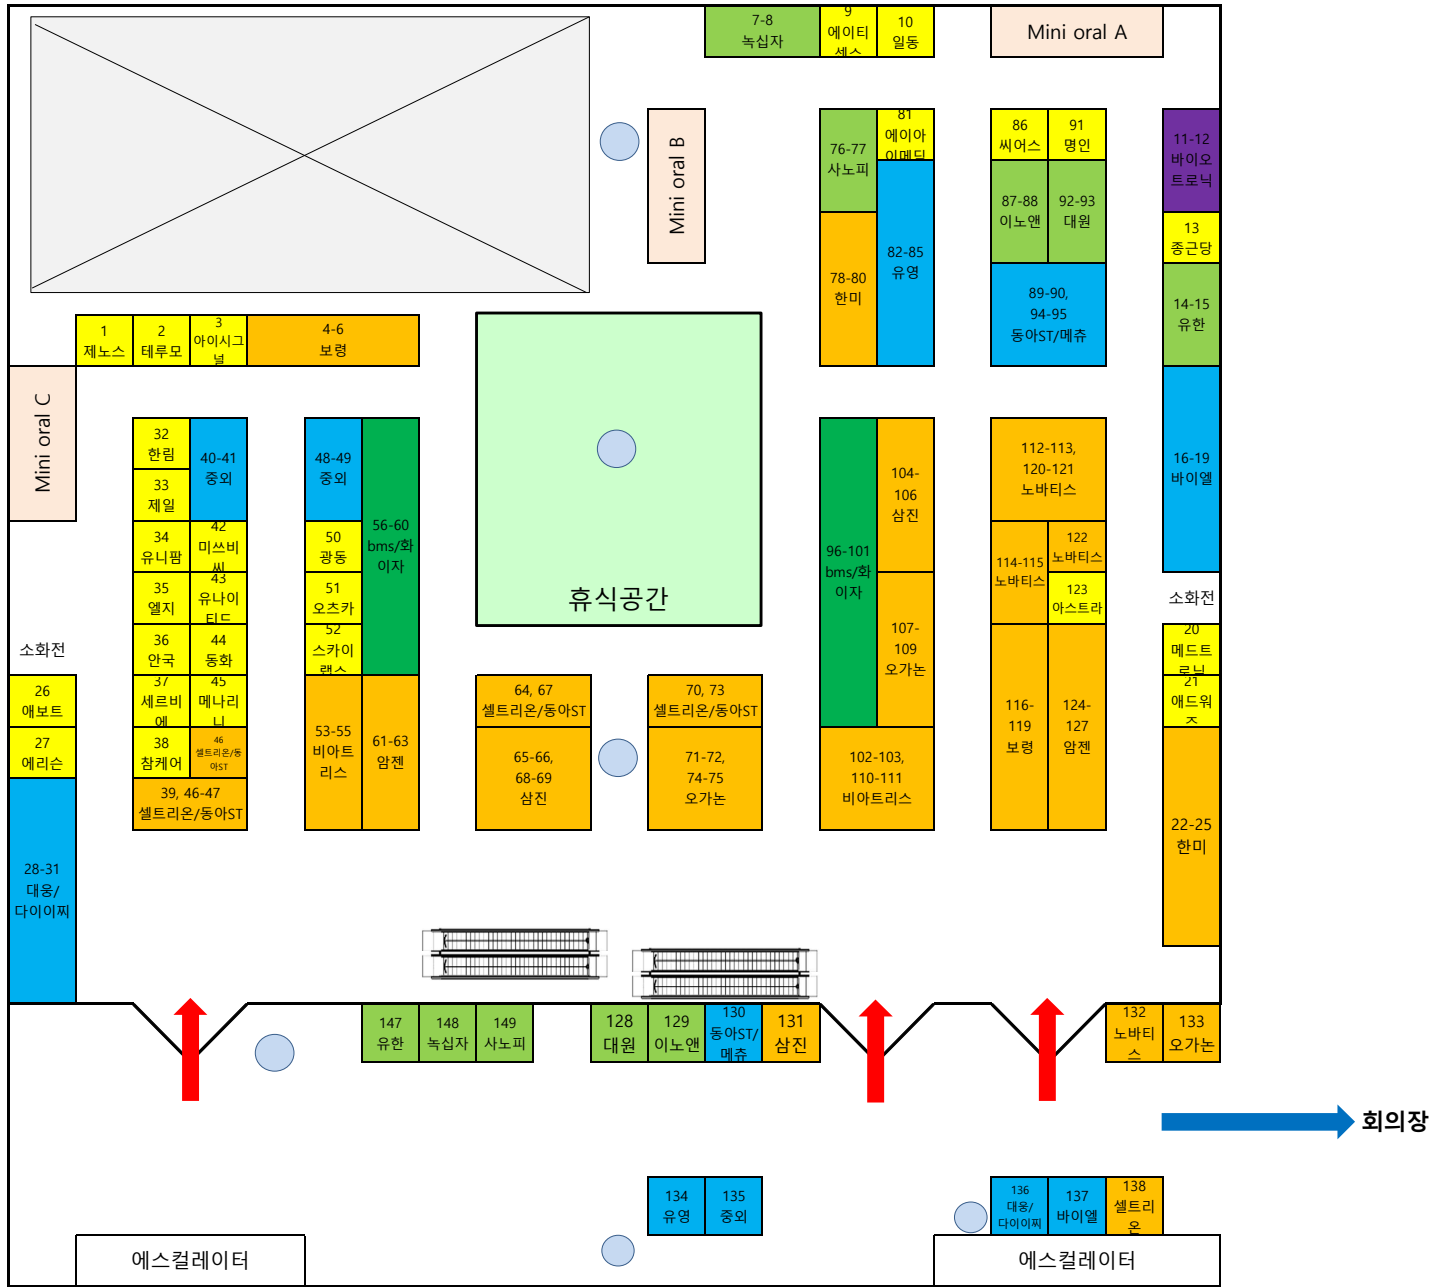 7-8
녹십자
9
에이티
센스
10
일동
Mini oral A
Mini oral B
76-77
사노피
81
에이아
이메딕
86
씨어스
91
명인
11-12
바이오
트로닉
87-88
이노앤
92-93
대원
13
종근당
78-80
한미
82-85
유영
89-90,
94-95
동아ST/메쥬
14-15
유한
1
제노스
2
테루모
3
아이시그
널
4-6
보령
Mini oral C
32
한림
40-41
중외
33
제일
48-49
중외
56-60
bms/화
이자
34
유니팜
42
미쓰비
씨
50
광동
35
엘지
43
유나이
티드
51
오츠카
36
안국
44
동화
52
스카이
랩스
37
세르비
에
45
메나리
니
38
참케어
46
셀트리온/동
아ST
39, 46-47
셀트리온/동아ST
53-55
비아트
리스
61-63
암젠
소화전
26
애보트
27
에리슨
28-31
대웅/
다이이찌
휴식공간
64, 67
셀트리온/동아ST
65-66,
68-69
삼진
70, 73
셀트리온/동아ST
71-72,
74-75
오가논
96-101
bms/화
이자
104-
106
삼진
107-
109
오가논
102-103,
110-111
비아트리스
112-113,
120-121
노바티스
114-115
노바티스
122
노바티스
123
아스트라
116-
119
보령
124-
127
암젠
16-19
바이엘
소화전
20
메드트
로닉
21
애드워
즈
22-25
한미
147
유한
148
녹십자
149
사노피
128
대원
129
이노앤
130
동아ST/
메쥬
131
삼진
132
노바티
스
133
오가논
회의장
134
유영
135
중외
136
대웅/
다이이찌
137
바이엘
138
셀트리
온
에스컬레이터
에스컬레이터